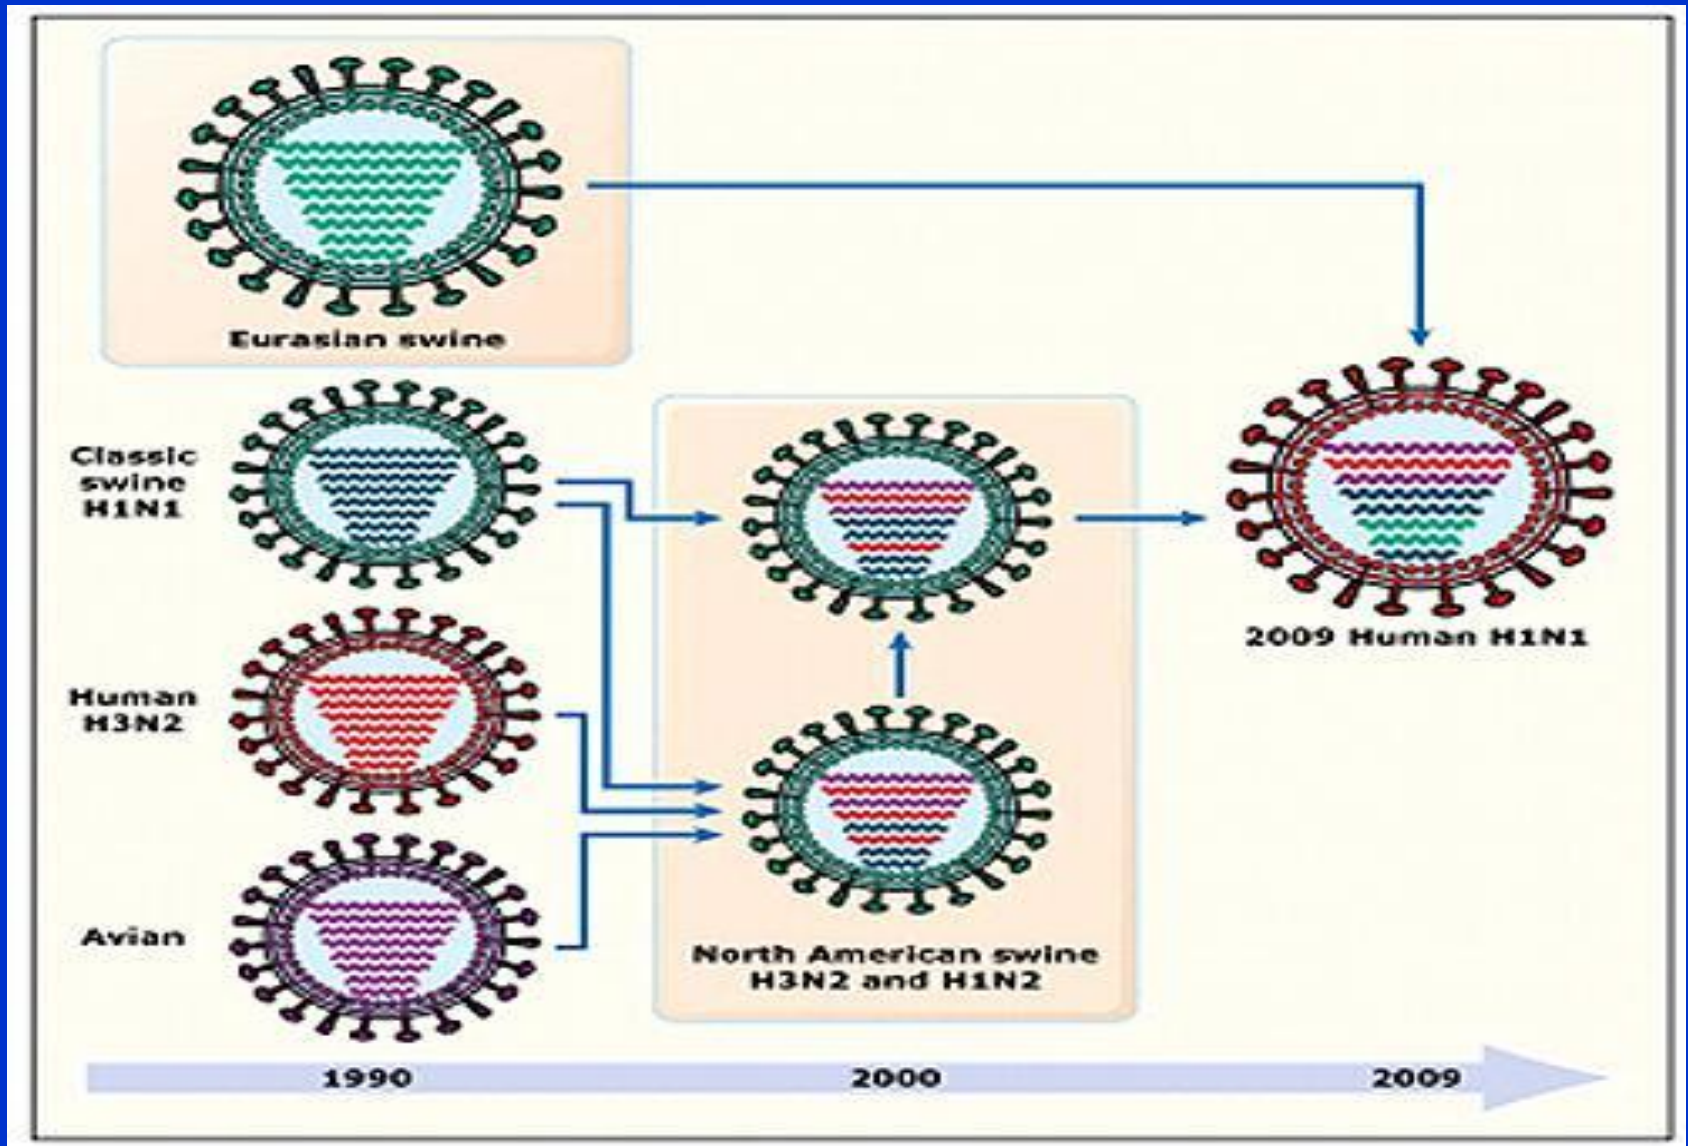 Eurasian swine
Classic
swine
H1N1
Human
H3N2
Avian
North American swine
H3N2 and H1N2
2009 Human H1N1
1990
2000
2009